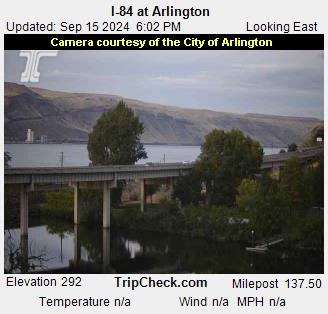 I-84 at Arlington
Updated: Sep 15 2024 6:02 PM Looking East
Camera courtesy of the City of Arlington
Elevation 292 TripCheck.com Milepost 137.50
Temperature n/a Wind n/a MPH n/a